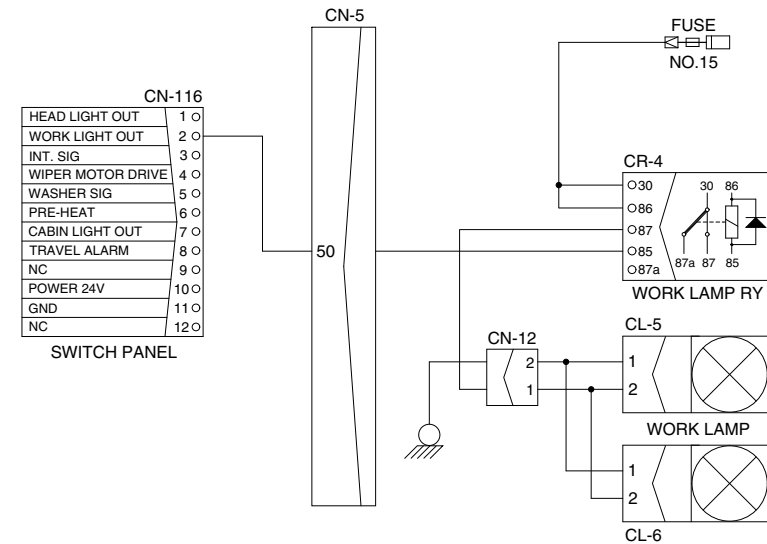 CN-5
FUSE
NO.15
CN-116
HEAD LIGHT OUT 1
WORK LIGHT OUT 2
INT. SIG 3
WIPER MOTOR DRIVE 4
WASHER SIG 5
PRE-HEAT 6
CABIN LIGHT OUT 7
TRAVEL ALARM 8
NC 9
POWER 24V 10
GND 11
NC 12
SWITCH PANEL
50
CR-4
30
86
87
85
87a
30 86
87a 87 85
WORK LAMP RY
CN-12
2
1
CL-5
1
2
WORK LAMP
1
2
CL-6